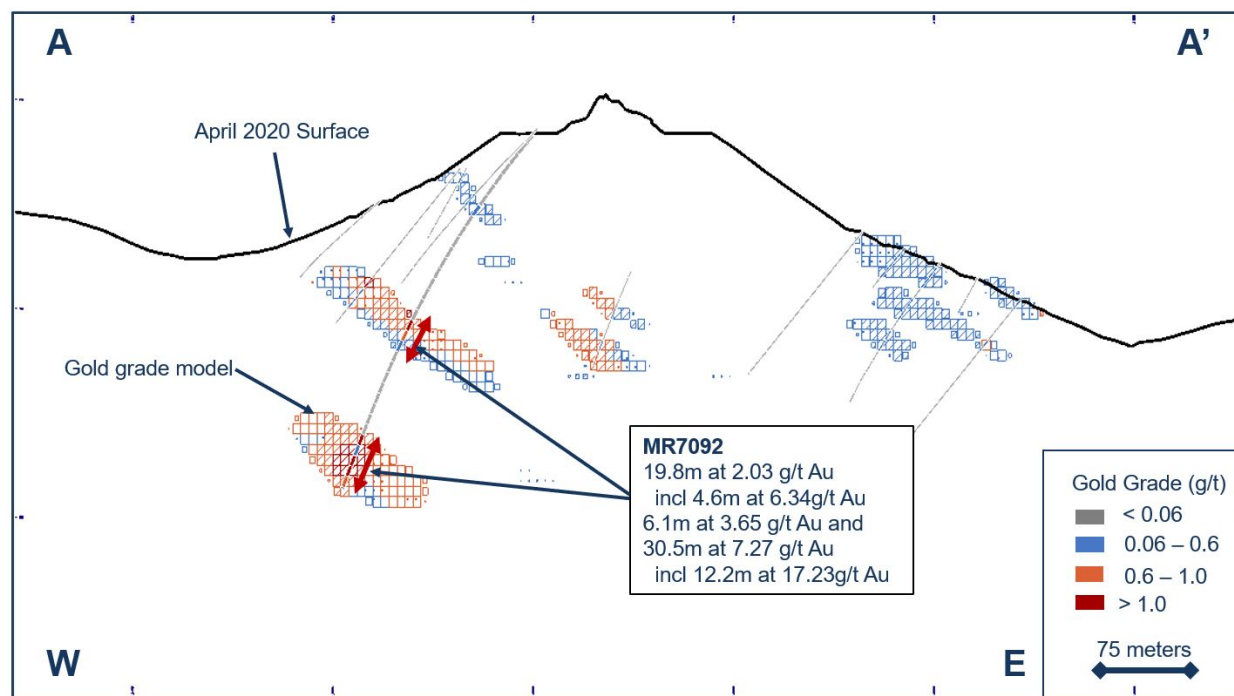 A
A’
April 2020 Surface
Gold grade model
MR7092
19.8m at 2.03 g/t Au
incl 4.6m at 6.34g/t Au
6.1m at 3.65 g/t Au and
30.5m at 7.27 g/t Au
incl 12.2m at 17.23g/t Au
Gold Grade (g/t)
< 0.06
0.06 – 0.6
0.6 – 1.0
> 1.0
75 meters
W
E